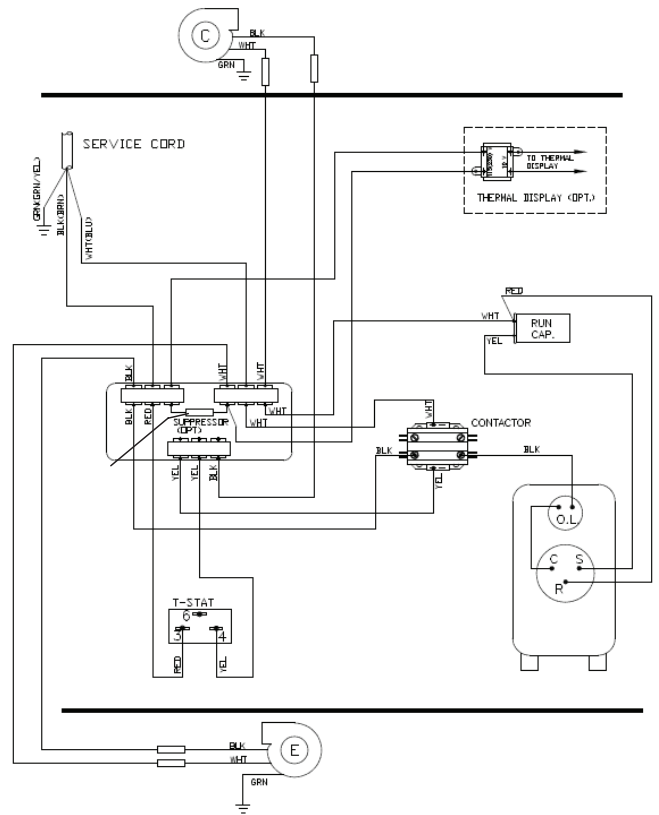 C
BLK
WHT
GRN
SERVICE CORD
GRN(GRN/YEL)
BLK(BRN)
WHT(BLU)
TO THERMAL
DISPLAY
THERMAL DISPLAY (OPT.)
RED
WHT
RUN
CAP.
YEL
BLK
WHT
WHT
BLK
RED
SUPPRESSOR
(OPT)
WHT
WHT
WHT
CONTACTOR
BLK
BLK
YEL
YEL
YEL
BLK
O.L.
C S
R
T-STAT
6
3 4
RED
YEL
BLK
WHT
E
GRN